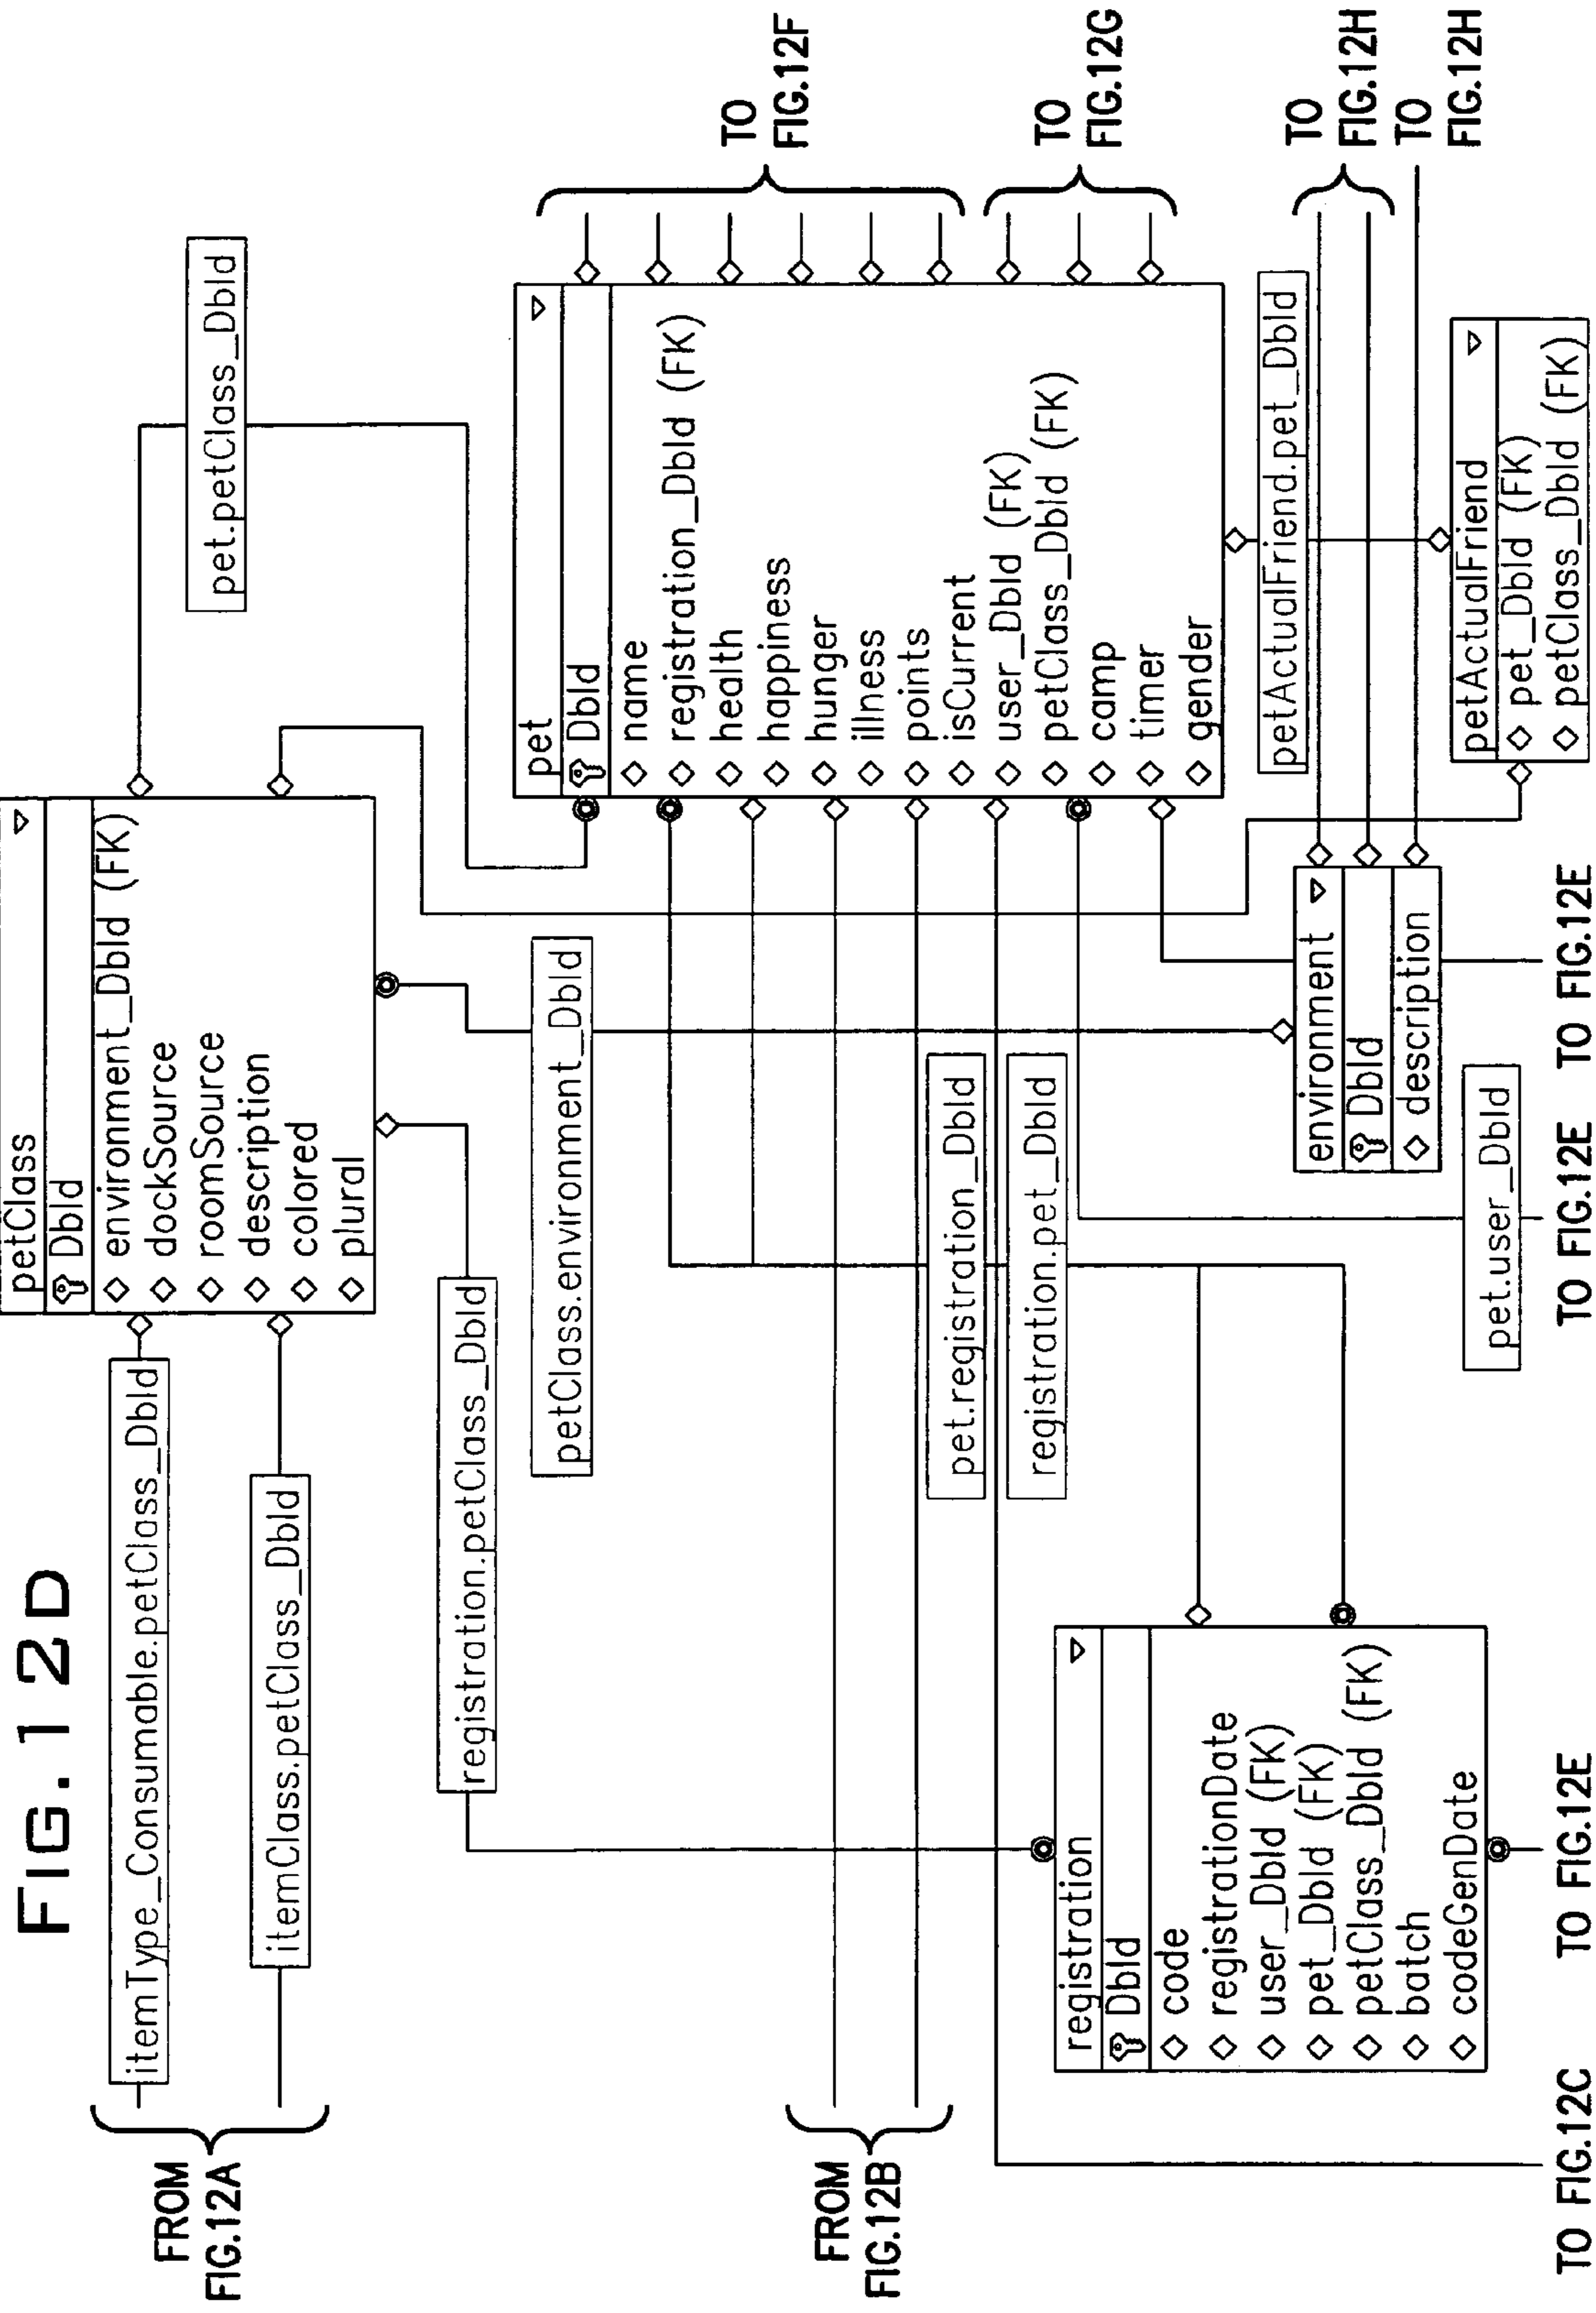 FIG.12D
FROM
FIG.12A
itemType_Consumable.petClass_DbId
itemClass.petClass_DbId
petClass
DbId
environment_DbId (FK)
dockSource
roomSource
description
colored
plural
pet.petClass_DbId
registration.petClass_DbId
petClass.environment_DbId
pet
DbId
name
registration_DbId (FK)
health
happiness
hunger
illness
points
isCurrent
user_DbId (FK)
petClass_DbId (FK)
camp
timer
gender
TO
FIG.12F
TO
FIG.12G
FROM
FIG.12B
pet.registration_DbId
registration.pet_DbId
registration
DbId
code
registrationDate
user_DbId (FK)
pet_DbId (FK)
petClass_DbId (FK)
batch
codeGenDate
petActualFriend.pet_DbId
environment
DbId
description
TO
FIG.12H
TO
FIG.12H
pet.user_DbId
petActualFriend
pet_DbId (FK)
petClass_DbId (FK)
TO FIG.12C
TO FIG.12E
TO FIG.12E
TO FIG.12E